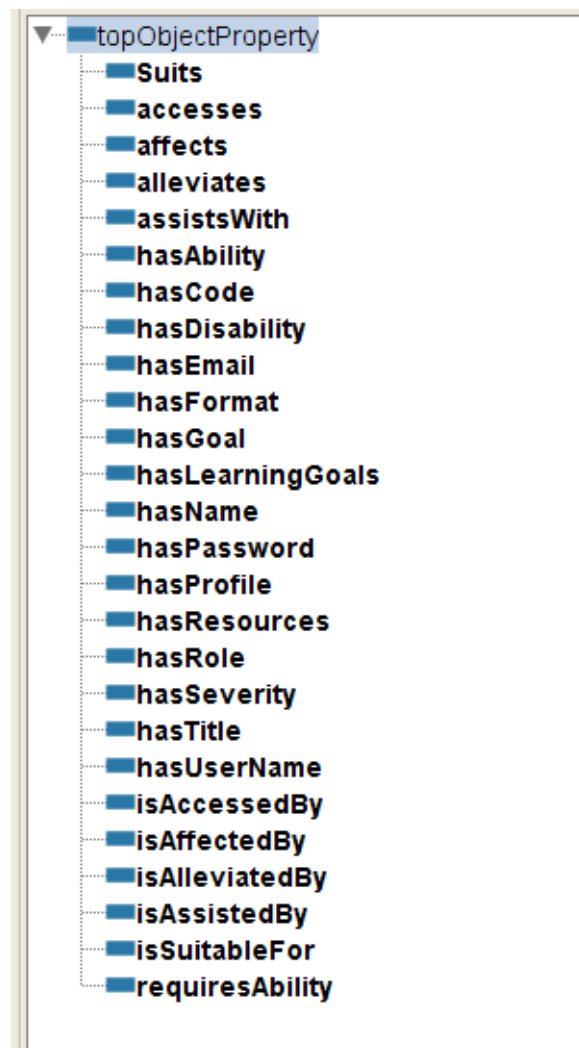 topObjectProperty
Suits
accesses
affects
alleviates
assistsWith
hasAbility
hasCode
hasDisability
hasEmail
hasFormat
hasGoal
hasLearningGoals
hasName
hasPassword
hasProfile
hasResources
hasRole
hasSeverity
hasTitle
hasUserName
isAccessedBy
isAffectedBy
isAlleviatedBy
isAssistedBy
isSuitableFor
requiresAbility